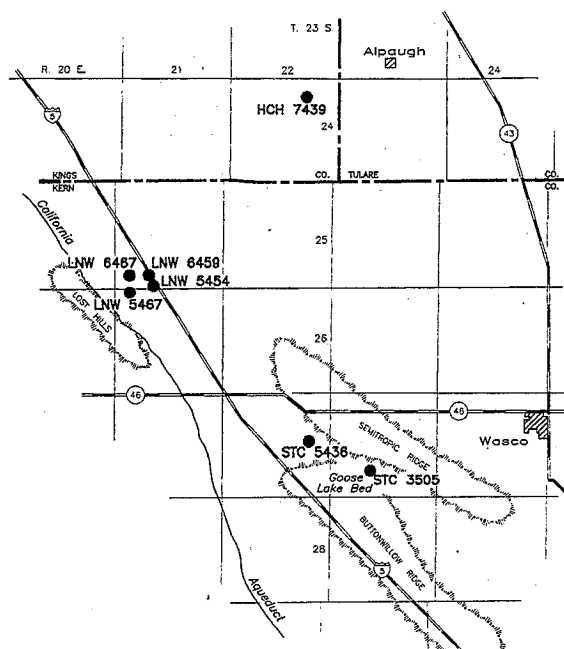 T. 23 S.
Alpaugh
R. 20 E.
21
22
24
HCH 7439
24
5
43
KINGS
KERN
CO.
TULARE
CO.
CO.
California
25
LNW 6467
LNW 6459
LNW 5454
LNW 5467
LOST HILLS
26
46
46
SEMITROPIC RIDGE
Wasco
STC 5436
Goose
Lake Bed
STC 3505
BUTTONWILLOW RIDGE
28
5
Aqueduct